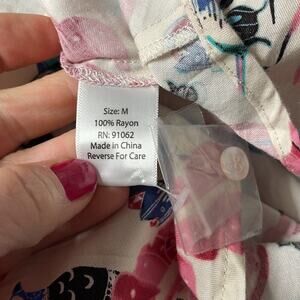 Size: M
100% Rayon
RN: 91062
Made in China
Reverse For Care